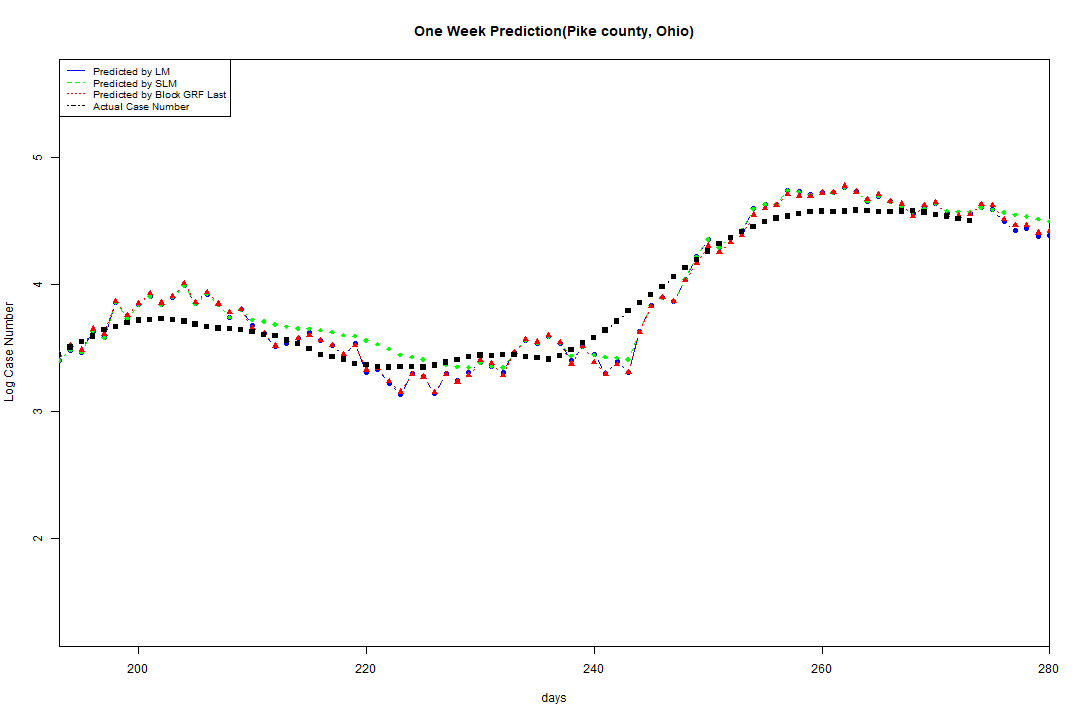 One Week Prediction(Pike county, Ohio)
Predicted by LM
Predicted by SLM
Predicted by Block GRF Last
Actual Case Number
5
4
3
2
Log Case Number
200 220 240 260 280
days